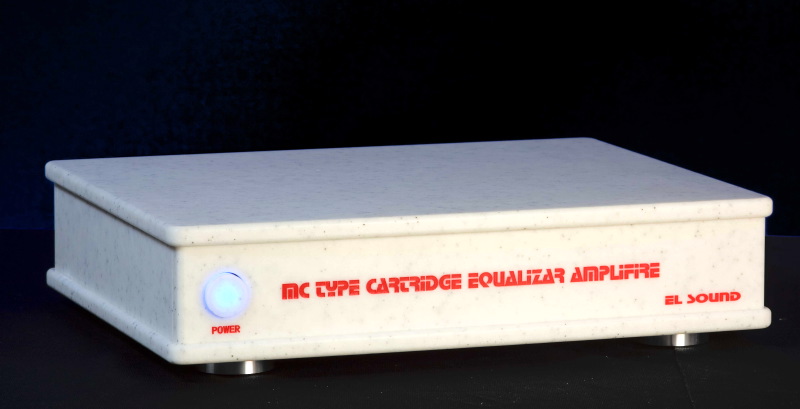 MC TYPE CARTRIDGE EQUALIZAR AMPLIFIRE
EL SOUND
POWER